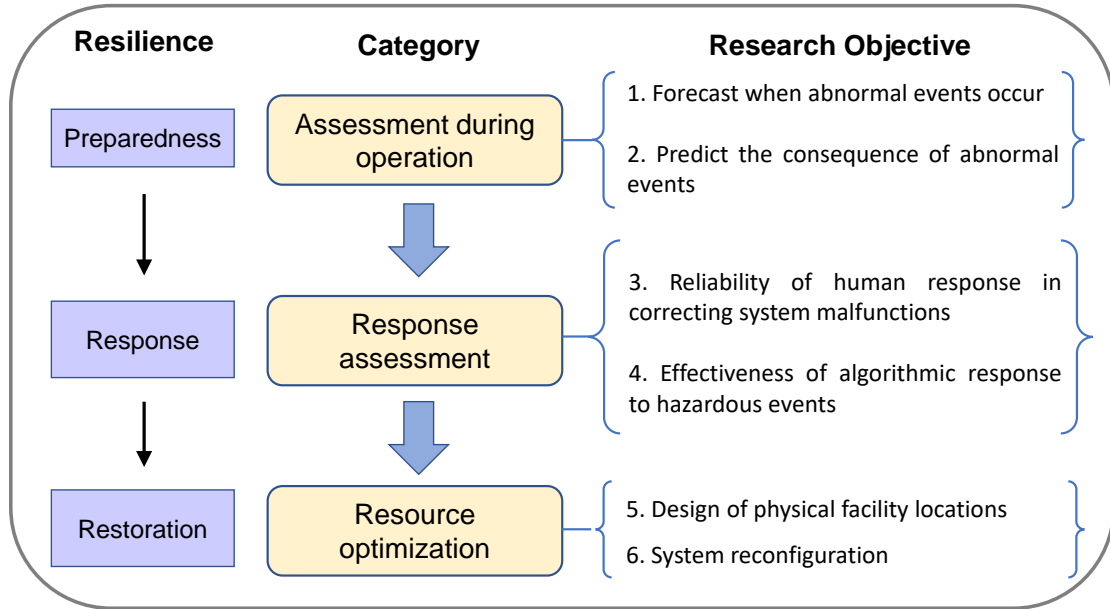 Resilience
Category
Research Objective
Preparedness
Assessment during
operation
1. Forecast when abnormal events occur
2. Predict the consequence of abnormal
events
Response
Response
assessment
3. Reliability of human response in
correcting system malfunctions
4. Effectiveness of algorithmic response
to hazardous events
Restoration
Resource
optimization
5. Design of physical facility locations
6. System reconfiguration